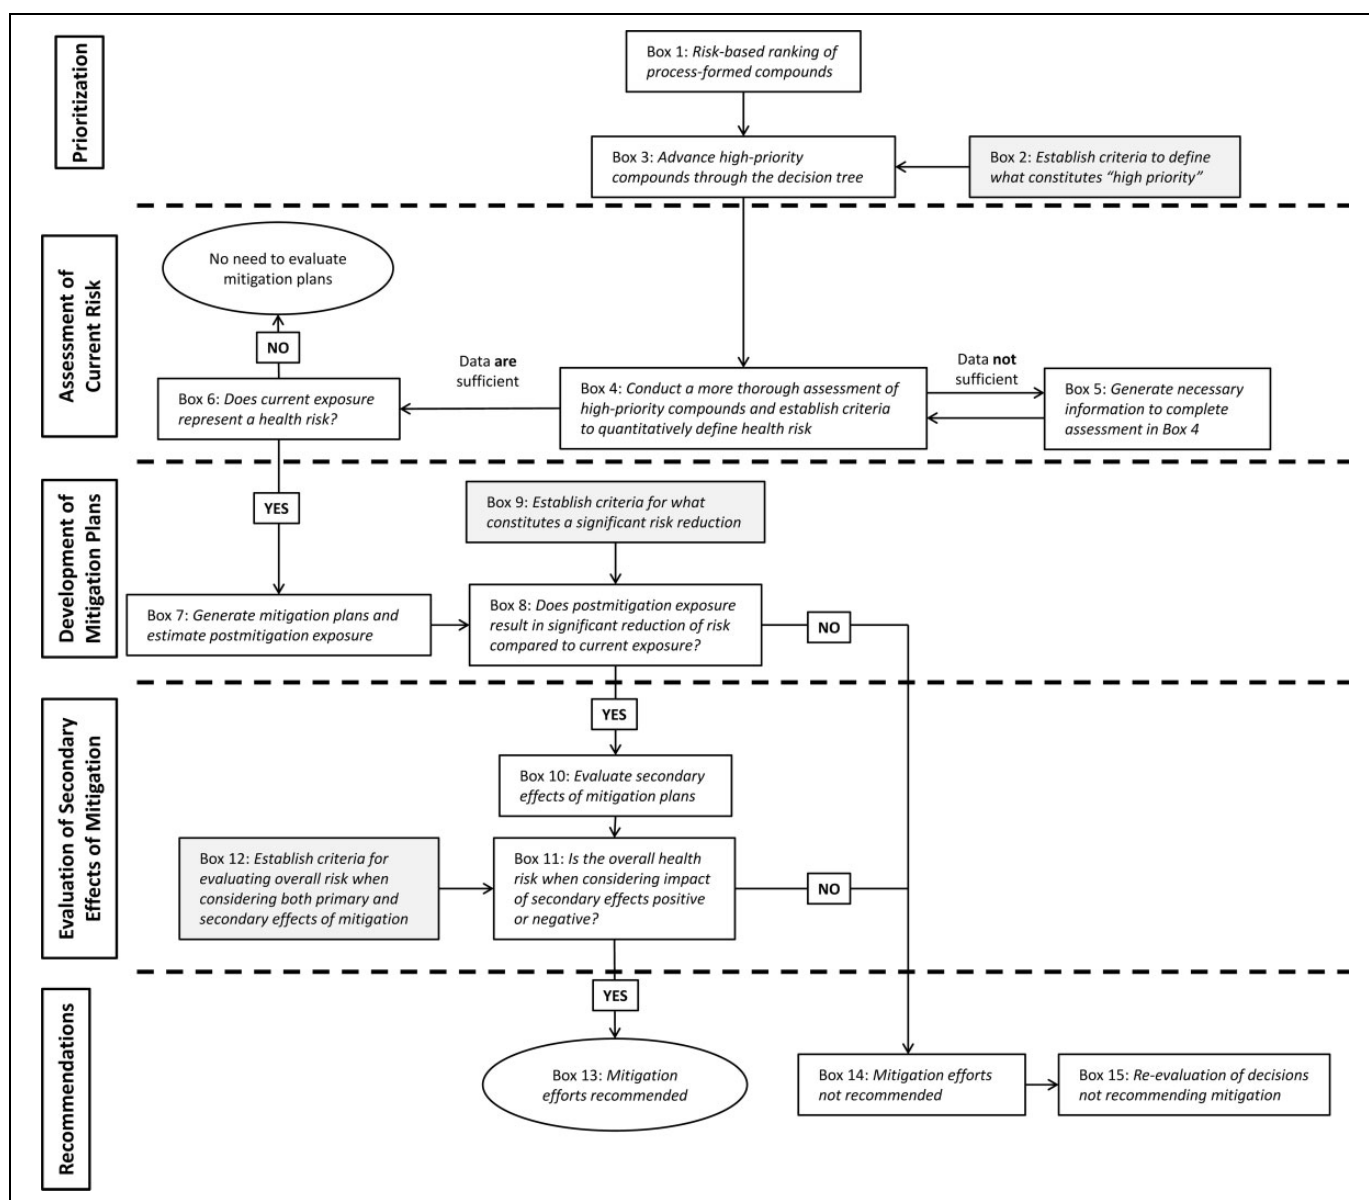 Prioritization
Box 1: Risk-based ranking of
process-formed compounds
Box 3: Advance high-priority
compounds through the decision tree
Box 2: Establish criteria to define
what constitutes “high priority”
Assessment of
Current Risk
No need to evaluate
mitigation plans
NO
Box 6: Does current exposure
represent a health risk?
Data are
sufficient
Box 4: Conduct a more thorough assessment of
high-priority compounds and establish criteria
to quantitatively define health risk
Data not
sufficient
Box 5: Generate necessary
information to complete
assessment in Box 4
Development of
Mitigation Plans
YES
Box 9: Establish criteria for what
constitutes a significant risk reduction
Box 7: Generate mitigation plans and
estimate postmitigation exposure
Box 8: Does postmitigation exposure
result in significant reduction of risk
compared to current exposure?
NO
Evaluation of Secondary
Effects of Mitigation
YES
Box 10: Evaluate secondary
effects of mitigation plans
Box 12: Establish criteria for
evaluating overall risk when
considering both primary and
secondary effects of mitigation
Box 11: Is the overall health
risk when considering impact
of secondary effects positive
or negative?
NO
Recommendations
YES
Box 13: Mitigation
efforts recommended
Box 14: Mitigation efforts
not recommended
Box 15: Re-evaluation of decisions
not recommending mitigation